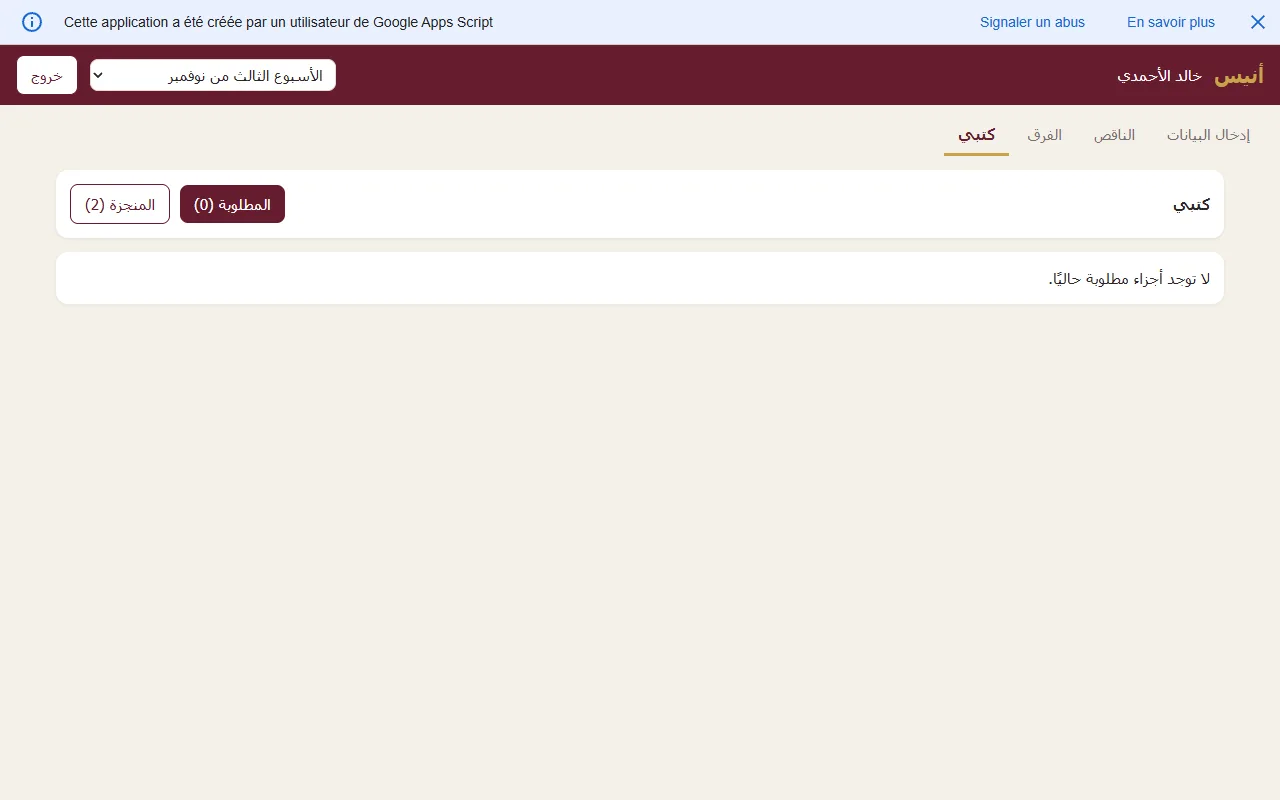 Cette application a été créée par un utilisateur de Google Apps Script
Signaler un abus
En savoir plus
أنيس
خالد الأحمدي
الأسبوع الثالث من نوفمبر
خروج
إدخال البيانات
الناقص
الفرق
كتبي
كتبي
المطلوبة (0)
المنجزة (2)
لا توجد أجزاء مطلوبة حاليًا.